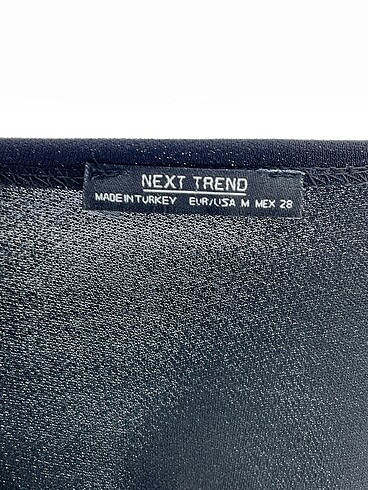 NEXT TREND
MADE IN TURKEY EUR/USA M MEX 28